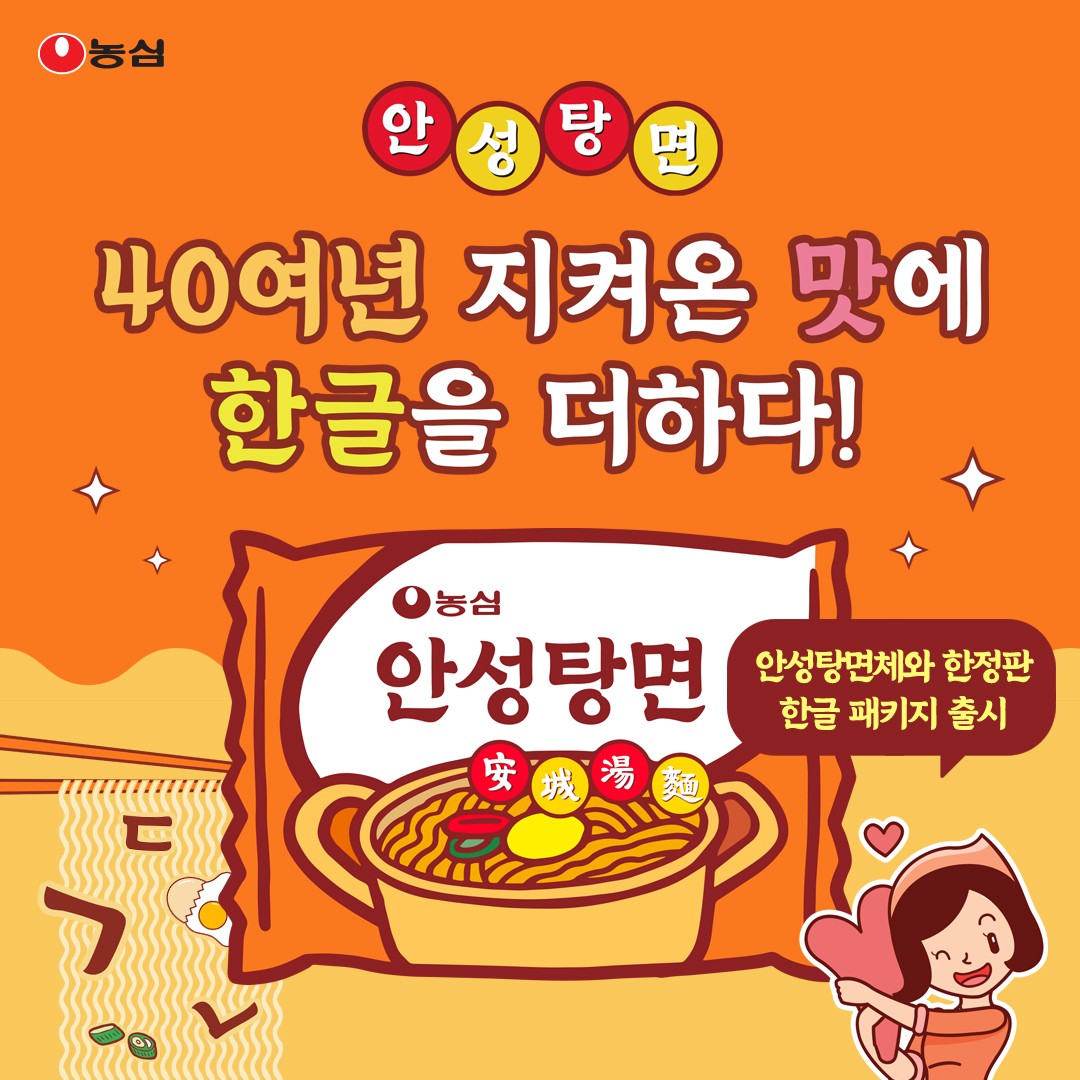 농심
안성탕면
40여년 지켜온 맛에
한글을 더하다!
농심
안성탕면
安城湯麵
안성탕면체와 한정판
한글 패키지 출시
ㄷ
ㄱ
ㄴ